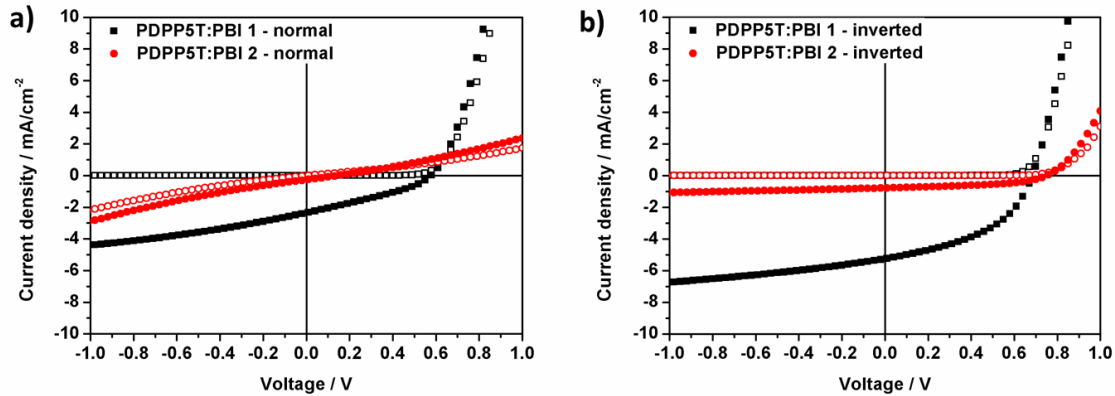 a)
PDPP5T:PBI 1 - normal
PDPP5T:PBI 2 - normal
Current density / mA/cm-2
10
8
6
4
2
0
-2
-4
-6
-8
-10
-1.0 -0.8 -0.6 -0.4 -0.2 0.0 0.2 0.4 0.6 0.8 1.0
Voltage / V
b)
PDPP5T:PBI 1 - inverted
PDPP5T:PBI 2 - inverted
Current density / mA/cm-2
10
8
6
4
2
0
-2
-4
-6
-8
-10
-1.0 -0.8 -0.6 -0.4 -0.2 0.0 0.2 0.4 0.6 0.8 1.0
Voltage / V